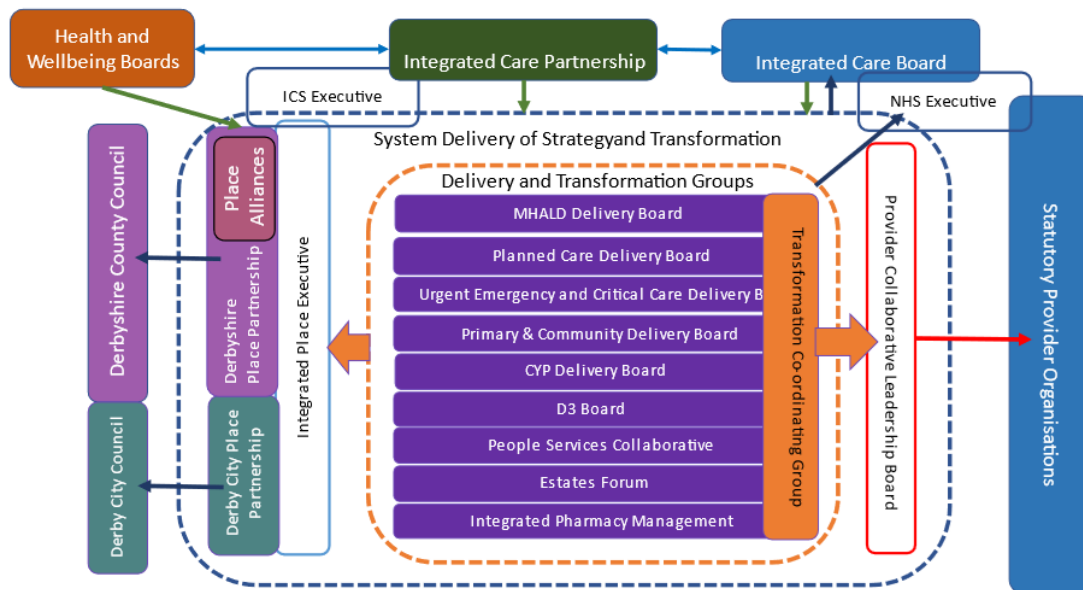 Health and
Wellbeing Boards
Integrated Care Partnership
Integrated Care Board
ICS Executive
NHS Executive
System Delivery of Strategyand Transformation
Delivery and Transformation Groups
MHALD Delivery Board
Planned Care Delivery Board
Urgent Emergency and Critical Care Delivery B
Primary & Community Delivery Board
CYP Delivery Board
D3 Board
People Services Collaborative
Estates Forum
Integrated Pharmacy Management
Transformation Co-ordinating Group
Provider Collaborative Leadership Board
Statutory Provider Organisations
Derbyshire County Council
Derby City Council
Place
Alliances
Derbyshire
Place Partnership
Derby City Place
Partnership
Integrated Place Executive